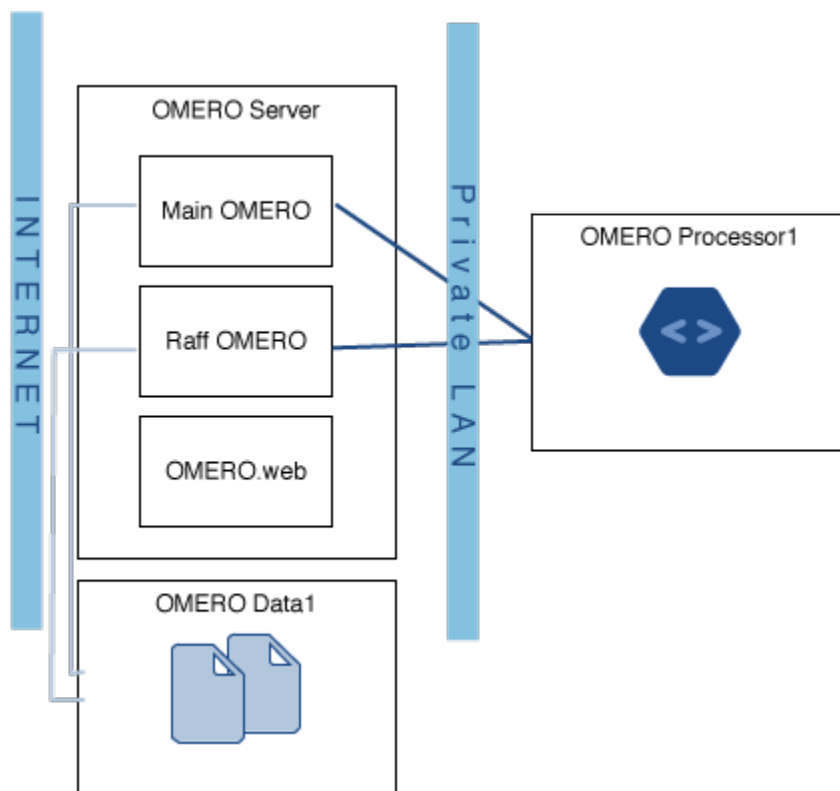 INTERNET
OMERO Server
Main OMERO
Raff OMERO
OMERO.web
OMERO Data1
Private LAN
OMERO Processor1
< >